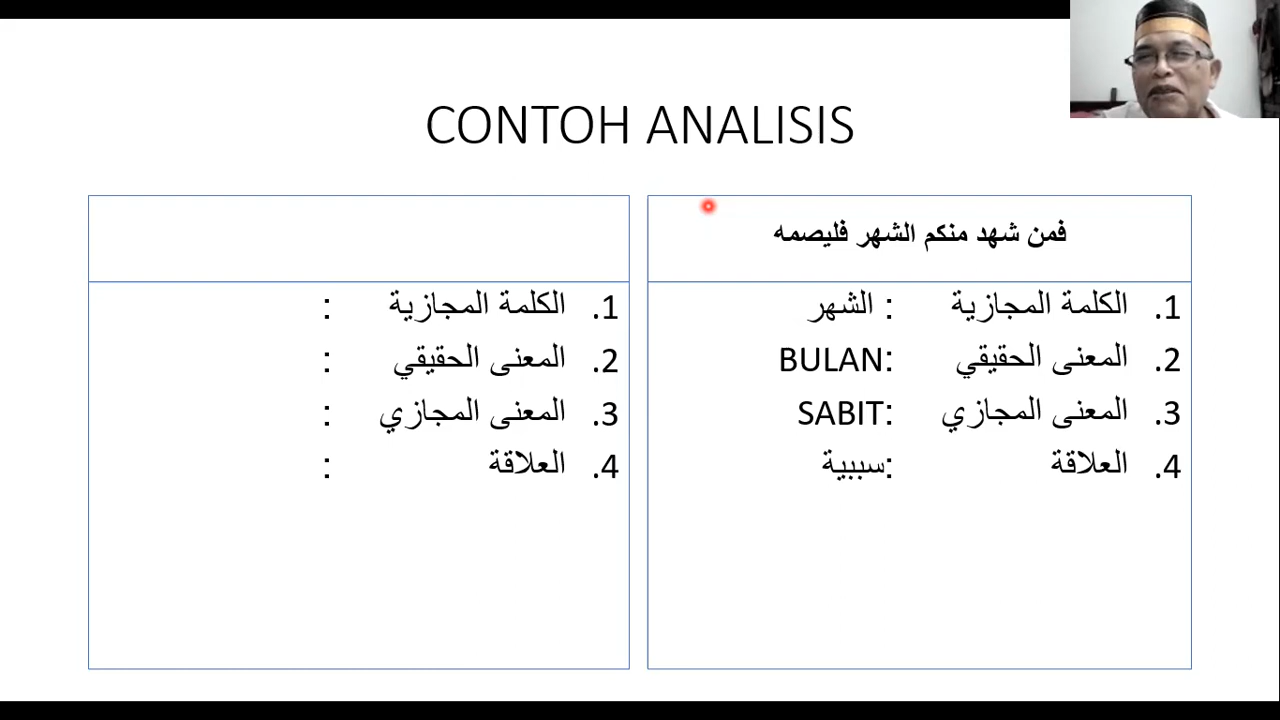 CONTOH ANALISIS
فمن شهد منكم الشهر فليصمه
1. الكلمة المجازية : الشهر
2. المعنى الحقيقي :BULAN
3. المعنى المجازي :SABIT
4. العلاقة :سببية
1. الكلمة المجازية :
2. المعنى الحقيقي :
3. المعنى المجازي :
4. العلاقة :